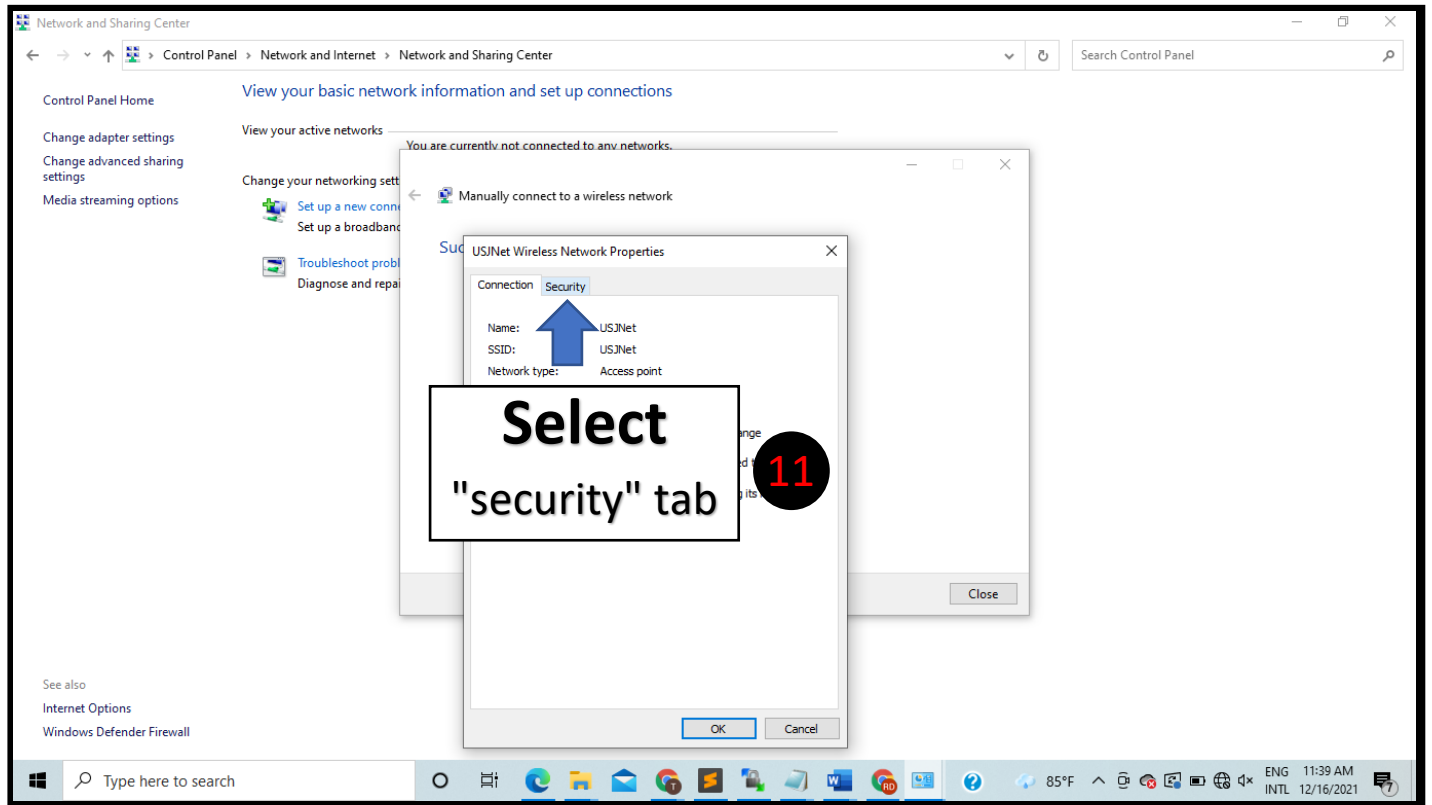 Network and Sharing Center
Control Panel > Network and Internet > Network and Sharing Center
Search Control Panel
Control Panel Home
Change adapter settings
Change advanced sharing
settings
Media streaming options
View your basic network information and set up connections
View your active networks
You are currently not connected to any networks.
Change your networking sett
Set up a new conne
Set up a broadband
Troubleshoot probl
Diagnose and repai
Manually connect to a wireless network
Suc
USJNet Wireless Network Properties
Connection
Security
Name: USJNet
SSID: USJNet
Network type: Access point
Select
"security" tab
11
ange
ed t
its
Close
OK
Cancel
See also
Internet Options
Windows Defender Firewall
Type here to search
85°F
ENG
INTL
11:39 AM
12/16/2021
7